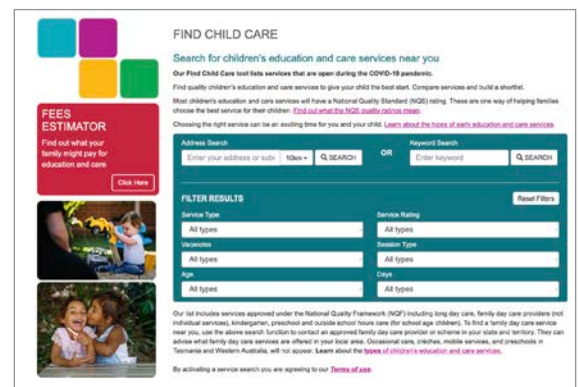 FIND CHILD CARE
Search for children's education and care services near you
Our Find Child Care tool lists services that are open during the COVID-19 pandemic.
Find quality children's education and care services to give your child the best start. Compare services and build a shortlist.
Most children's education and care services will have a National Quality Standard (NQS) rating. These are one way of helping families
choose the best service for their children. Find out what the NQS quality ratings mean.
Choosing the right service can be an exciting time for you and your child. Learn about the types of early education and care services.
FEES
ESTIMATOR
Find out what your
family might pay for
education and care
Click Here
Address Search
Enter your address or subu
10km
SEARCH
OR
Keyword Search
Enter keyword
SEARCH
FILTER RESULTS
Reset Filters
Service Type
All types
Service Rating
All types
Vacancies
All types
Session Type
All types
Age
All types
Days
All types
Our list includes services approved under the National Quality Framework (NQF) including long day care, family day care providers (not
individual services), kindergarten, preschool and outside school hours care (for school age children). To find a family day care service
near you, use the above search function to contact an approved family day care provider or scheme in your state and territory. They can
advise what family day care services are offered in your local area. Occasional care, crèches, mobile services, and preschools in
Tasmania and Western Australia, will not appear. Learn about the types of children's education and care services.
By activating a service search you are agreeing to our Terms of use.